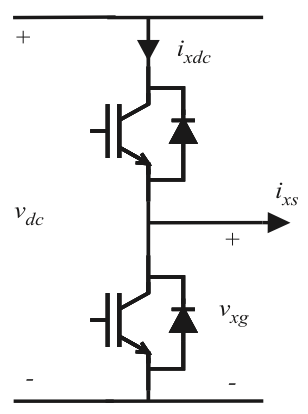 +
i_xdc
i_xs
v_dc
+
v_xg
- -